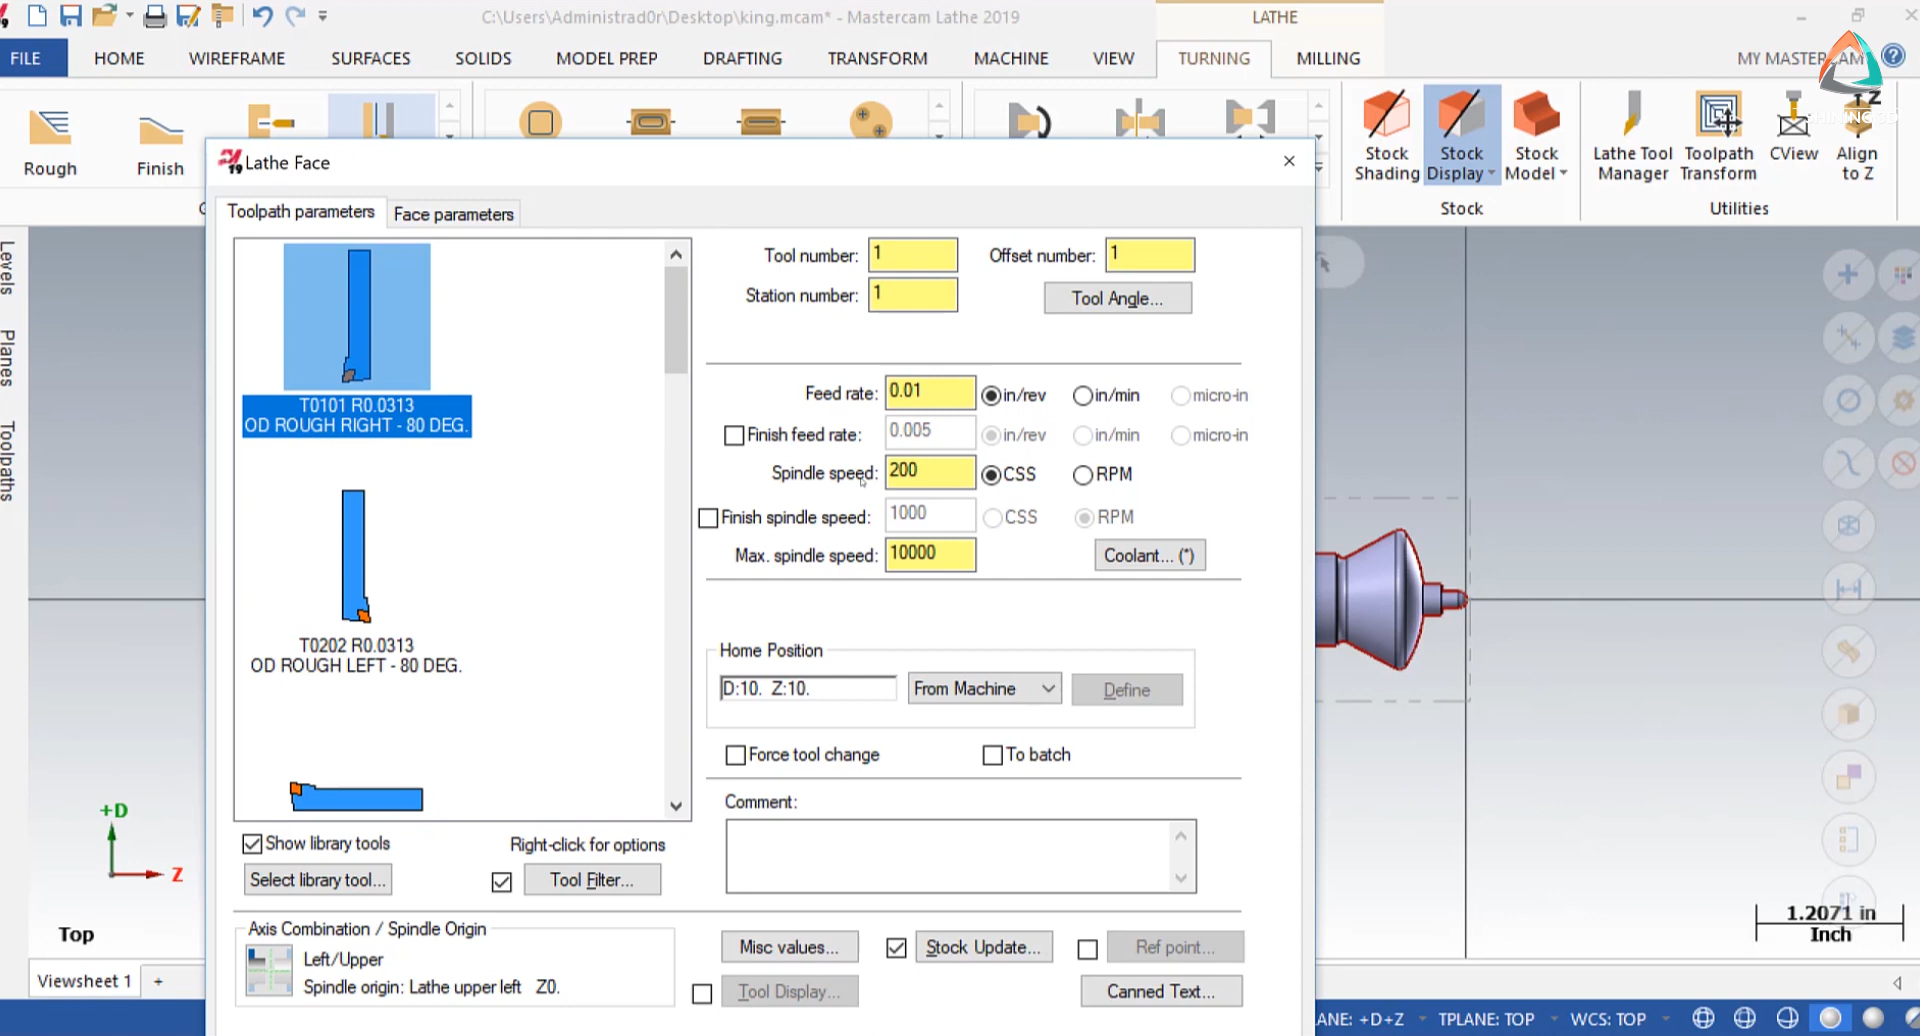 C:\Users\Administrad0r\Desktop\king.mcam* - Mastercam Lathe 2019
LATHE
FILE
HOME
WIREFRAME
SURFACES
SOLIDS
MODEL PREP
DRAFTING
TRANSFORM
MACHINE
VIEW
TURNING
MILLING
MY MASTERCAM
Rough
Finish
Stock Shading
Stock Display
Stock Model
Lathe Tool Manager
Toolpath Transform
CView
Align to Z
Stock
Utilities
19
Lathe Face
Toolpath parameters
Face parameters
Levels
Planes
Toolpaths
T0101 R0.0313
OD ROUGH RIGHT - 80 DEG.
T0202 R0.0313
OD ROUGH LEFT - 80 DEG.
Tool number: 1
Offset number: 1
Station number: 1
Tool Angle...
Feed rate: 0.01 in/rev in/min micro-in
Finish feed rate: 0.005 in/rev in/min micro-in
Spindle speed: 200 CSS RPM
Finish spindle speed: 1000 CSS RPM
Max. spindle speed: 10000
Coolant... (*)
Home Position
D:10. Z:10.
From Machine
Define
Force tool change
To batch
Comment:
Show library tools
Right-click for options
Select library tool...
Tool Filter...
Axis Combination / Spindle Origin
Left/Upper
Spindle origin: Lathe upper left Z0.
Misc values...
Stock Update...
Ref point...
Tool Display...
Canned Text...
+D
Z
Top
Viewsheet 1
+
1.2071 in
Inch
ANE: +D+Z
TPLANE: TOP
WCS: TOP